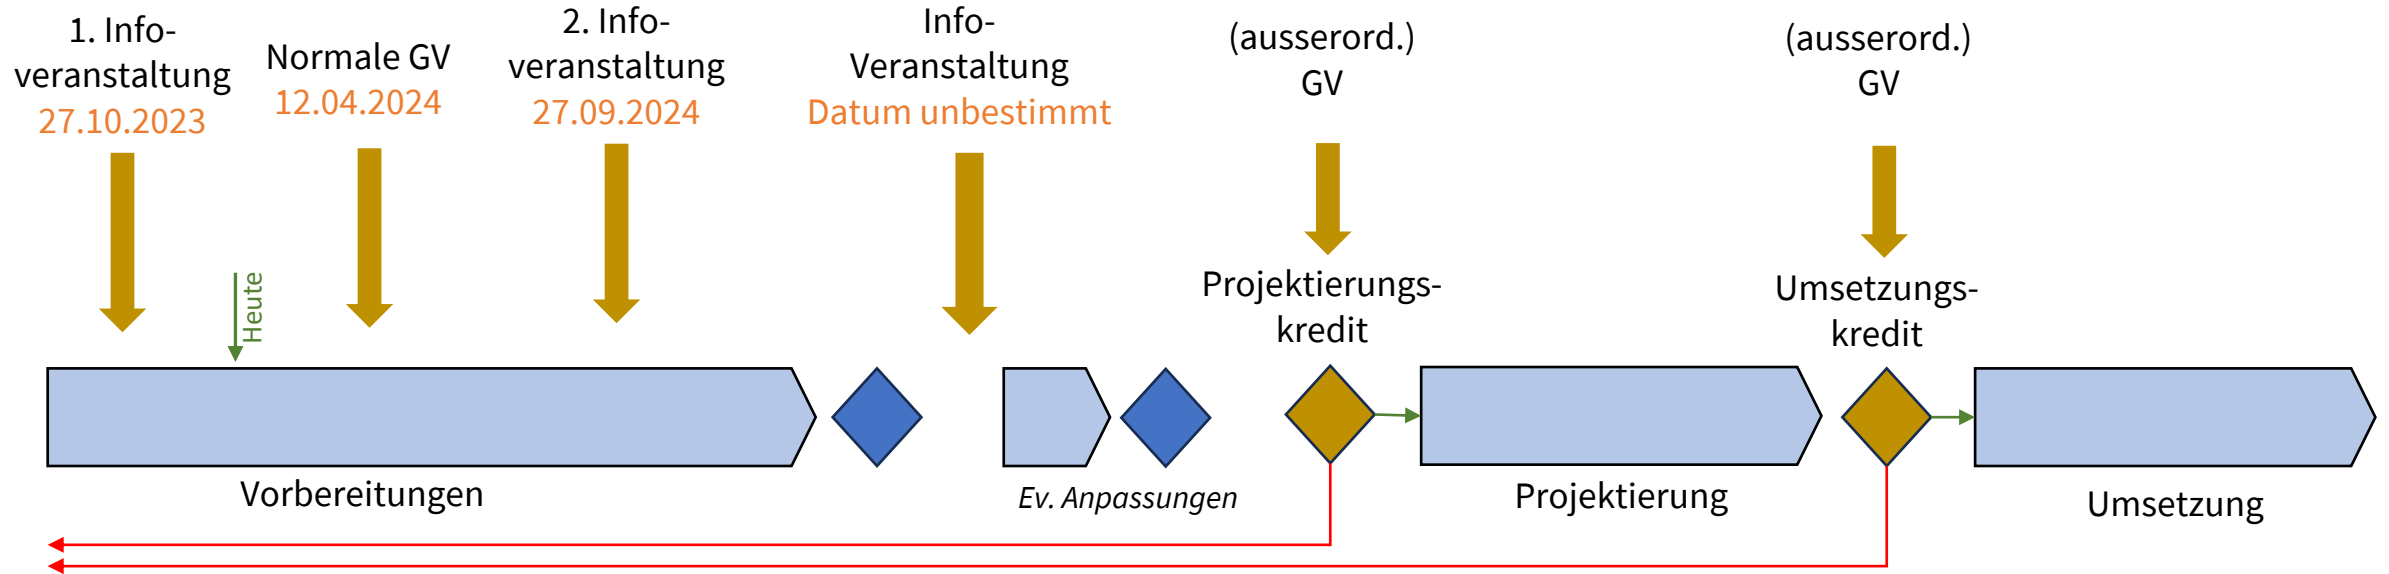 1. Info-
veranstaltung
27.10.2023
Normale GV
12.04.2024
2. Info-
veranstaltung
27.09.2024
Info-
Veranstaltung
Datum unbestimmt
(ausserord.)
GV
(ausserord.)
GV
Heute
Projektierungs-
kredit
Umsetzungs-
kredit
Vorbereitungen
Ev. Anpassungen
Projektierung
Umsetzung